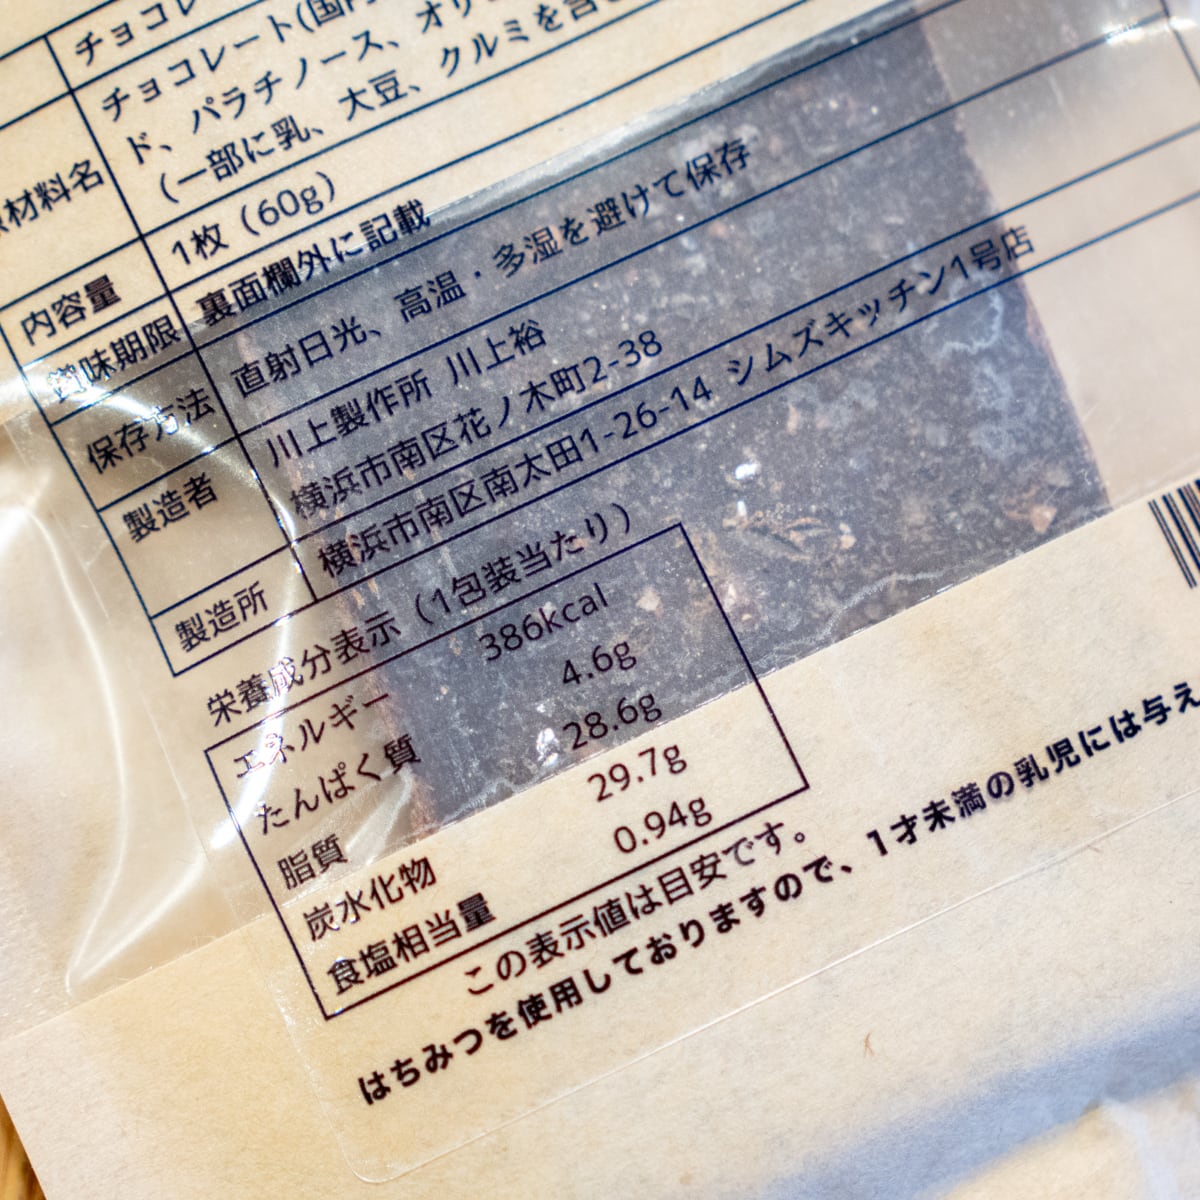 チョコレ
原材料名 チョコレート(国内
ド、パラチノース、オリ
(一部に乳、大豆、クルミを含
内容量 1枚(60g)
賞味期限 裏面欄外に記載
保存方法 直射日光、高温・多湿を避けて保存
製造者 川上製作所 川上裕
横浜市南区花ノ木町2-38
製造所 横浜市南区南太田1-26-14 シムズキッチン1号店
栄養成分表示(1包装当たり)
エネルギー 386kcal
たんぱく質 4.6g
脂質 28.6g
炭水化物 29.7g
食塩相当量 0.94g
この表示値は目安です。
はちみつを使用しておりますので、1才未満の乳児には与え